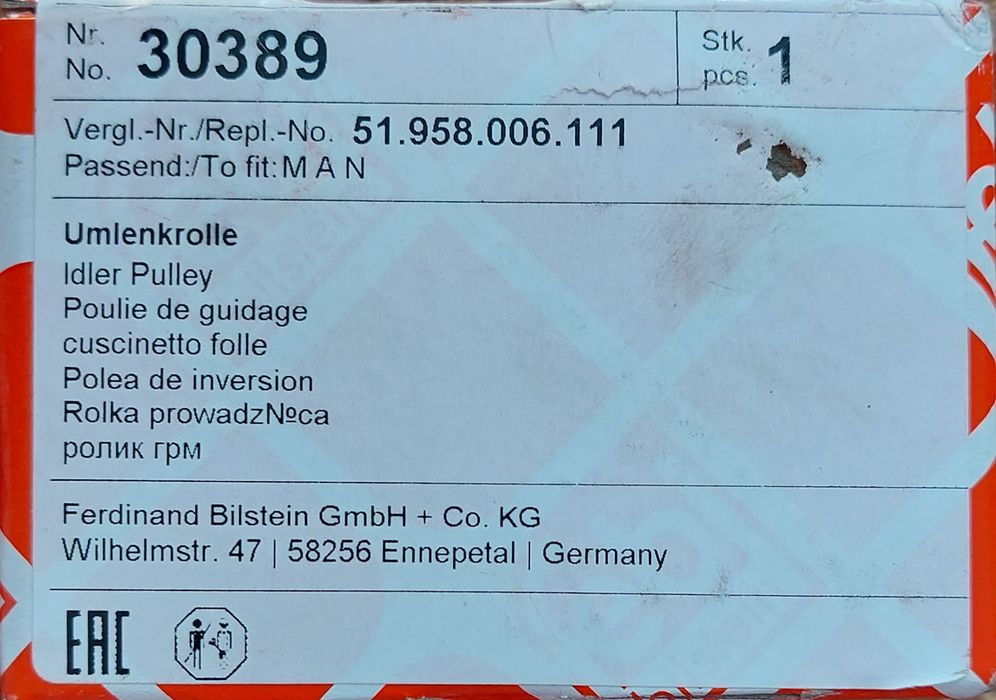 Nr. 30389 Stk. 1
No. pcs.
Vergl.-Nr./Repl.-No. 51.958.006.111
Passend:/To fit: M A N
Umlenkrolle
Idler Pulley
Poulie de guidage
cuscinetto folle
Polea de inversion
Rolka prowadz№ca
ролик грм
Ferdinand Bilstein GmbH + Co. KG
Wilhelmstr. 47 | 58256 Ennepetal | Germany
EAC